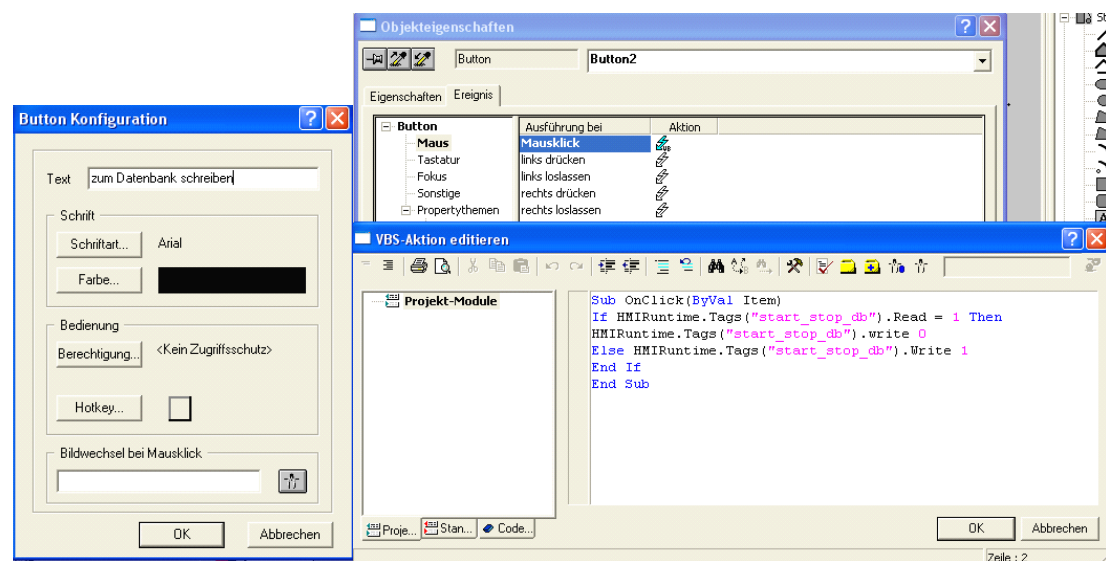 Button Konfiguration
Text zum Datenbank schreiben
Schrift
Schriftart... Arial
Farbe...
Bedienung
Berechtigung... <Kein Zugriffsschutz>
Hotkey...
Bildwechsel bei Mausklick
OK Abbrechen
Objekteigenschaften
Button Button2
Eigenschaften Ereignis
Button Ausführung bei Aktion
Maus Mausklick
Tastatur links drücken
Fokus links loslassen
Sonstige rechts drücken
Propertythemen rechts loslassen
VBS-Aktion editieren
Projekt-Module
Sub OnClick(ByVal Item)
If HMIRuntime.Tags("start_stop_db").Read = 1 Then
HMIRuntime.Tags("start_stop_db").write 0
Else HMIRuntime.Tags("start_stop_db").Write 1
End If
End Sub
Proje... Stan... Code...
OK Abbrechen
Zeile : 2